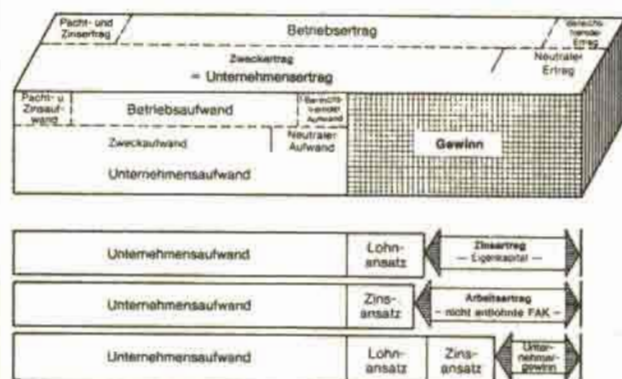 Pacht- und
Zinsertrag
Betriebsertrag
Ertrag
Zweckertrag
= Unternehmensertrag
Neutraler
Ertrag
Pacht- u
Zinsauf-
wand
Betriebsaufwand
Aufwand
Zweckaufwand
Neutraler
Aufwand
Unternehmensaufwand
Gewinn
Unternehmensaufwand
Lohn-
ansatz
Zinsertrag
— Eigenkapital —
Unternehmensaufwand
Zins-
ansatz
Arbeitsertrag
– nicht entlohnte FAK –
Unternehmensaufwand
Lohn-
ansatz
Zins-
ansatz
Unter-
nehmer-
gewinn